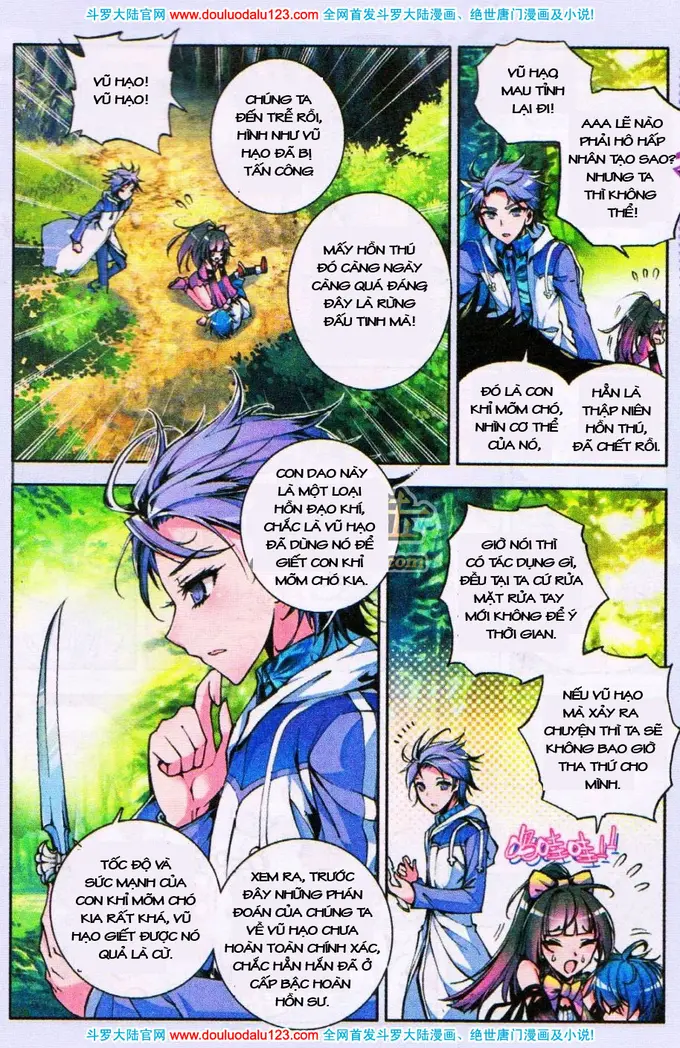 斗罗大陆官网 www.douluodalu123.com 全网首发斗罗大陆漫画、绝世唐门漫画及小说!
VŨ HẠO!
VŨ HẠO!
CHÚNG TA
ĐẾN TRỄ RỒI,
HÌNH NHƯ VŨ
HẠO ĐÃ BỊ
TẤN CÔNG
MẤY HỒN THÚ
ĐÓ CÀNG NGÀY
CÀNG QUÁ ĐÁNG,
ĐÂY LÀ RỪNG
ĐẤU TINH MÀ!
VŨ HẠO,
MAU TỈNH
LẠI ĐI!
AAA LẼ NÀO
PHẢI HÔ HẤP
NHÂN TẠO SAO?
NHƯNG TA
THÌ KHÔNG
THỂ!
ĐÓ LÀ CON
KHỈ MÕM CHÓ,
NHÌN CƠ THỂ
CỦA NÓ,
HẲN LÀ
THẬP NIÊN
HỒN THÚ,
ĐÃ CHẾT RỒI.
CON DAO NÀY
LÀ MỘT LOẠI
HỒN ĐẠO KHÍ,
CHẮC LÀ VŨ HẠO
ĐÃ DÙNG NÓ ĐỂ
GIẾT CON KHỈ
MÕM CHÓ KIA.
TỐC ĐỘ VÀ
SỨC MẠNH CỦA
CON KHỈ MÕM CHÓ
KIA RẤT KHÁ, VŨ
HẠO GIẾT ĐƯỢC NÓ
QUẢ LÀ CỪ.
XEM RA, TRƯỚC
ĐÂY NHỮNG PHÁN
ĐOÁN CỦA CHÚNG TA
VỀ VŨ HẠO CHƯA
HOÀN TOÀN CHÍNH XÁC,
CHẮC HẲN HẮN ĐÃ Ở
CẤP BẬC HOÀN
HỒN SƯ.
GIỜ NÓI THÌ
CÓ TÁC DỤNG GÌ,
ĐỀU TẠI TA CỨ RỬA
MẶT RỬA TAY
MỚI KHÔNG ĐỂ Ý
THỜI GIAN.
NẾU VŨ HẠO
MÀ XẢY RA
CHUYỆN THÌ TA SẼ
KHÔNG BAO GIỜ
THA THỨ CHO
MÌNH.
呜哇哇!!
斗罗大陆官网 www.douluodalu123.com 全网首发斗罗大陆漫画、绝世唐门漫画及小说!